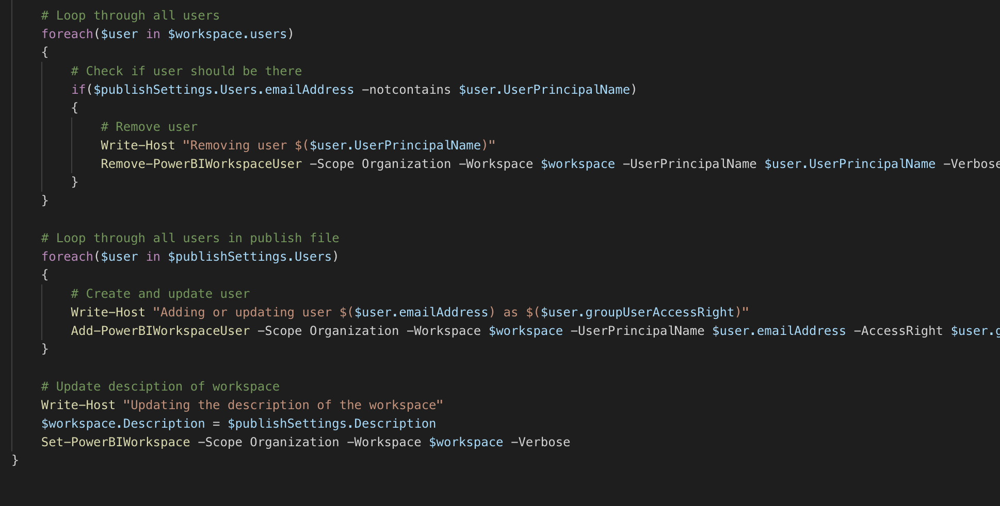 # Loop through all users
foreach($user in $workspace.users)
{
# Check if user should be there
if($publishSettings.Users.emailAddress -notcontains $user.UserPrincipalName)
{
# Remove user
Write-Host "Removing user $($user.UserPrincipalName)"
Remove-PowerBIWorkspaceUser -Scope Organization -Workspace $workspace -UserPrincipalName $user.UserPrincipalName -Verbose
}
}
# Loop through all users in publish file
foreach($user in $publishSettings.Users)
{
# Create and update user
Write-Host "Adding or updating user $($user.emailAddress) as $($user.groupUserAccessRight)"
Add-PowerBIWorkspaceUser -Scope Organization -Workspace $workspace -UserPrincipalName $user.emailAddress -AccessRight $user.g
}
# Update desciption of workspace
Write-Host "Updating the description of the workspace"
$workspace.Description = $publishSettings.Description
Set-PowerBIWorkspace -Scope Organization -Workspace $workspace -Verbose
}